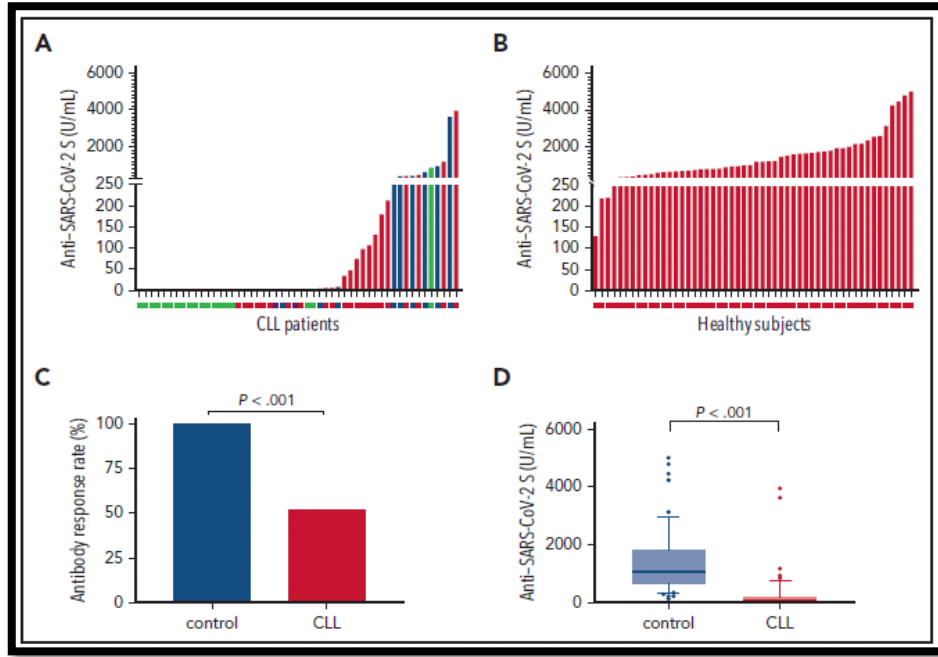 A
Anti–SARS-CoV-2 S (U/mL)
6000
4000
2000
250
200
150
100
50
0
CLL patients
B
Anti–SARS-CoV-2 S (U/mL)
6000
4000
2000
250
200
150
100
50
0
Healthy subjects
C
Antibody response rate (%)
P < .001
100
75
50
25
0
control CLL
D
Anti–SARS-CoV-2 S (U/mL)
P < .001
6000
4000
2000
0
control CLL